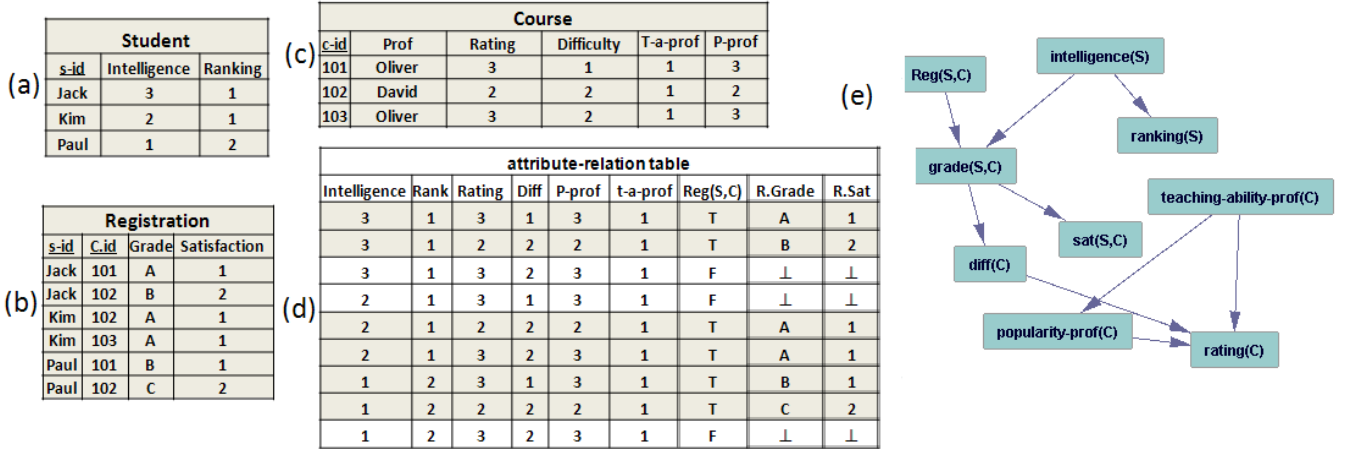 (a)
Student
s-id Intelligence Ranking
Jack 3 1
Kim 2 1
Paul 1 2
(b)
Registration
s-id C.id Grade Satisfaction
Jack 101 A 1
Jack 102 B 2
Kim 102 A 1
Kim 103 A 1
Paul 101 B 1
Paul 102 C 2
(c)
Course
c-id Prof Rating Difficulty T-a-prof P-prof
101 Oliver 3 1 1 3
102 David 2 2 1 2
103 Oliver 3 2 1 3
(d)
attribute-relation table
Intelligence Rank Rating Diff P-prof t-a-prof Reg(S,C) R.Grade R.Sat
3 1 3 1 3 1 T A 1
3 1 2 2 2 1 T B 2
3 1 3 2 3 1 F ⊥ ⊥
2 1 3 1 3 1 F ⊥ ⊥
2 1 2 2 2 1 T A 1
2 1 3 2 3 1 T A 1
1 2 3 1 3 1 T B 1
1 2 2 2 2 1 T C 2
1 2 3 2 3 1 F ⊥ ⊥
(e)
intelligence(S)
Reg(S,C)
ranking(S)
grade(S,C)
teaching-ability-prof(C)
sat(S,C)
diff(C)
popularity-prof(C)
rating(C)